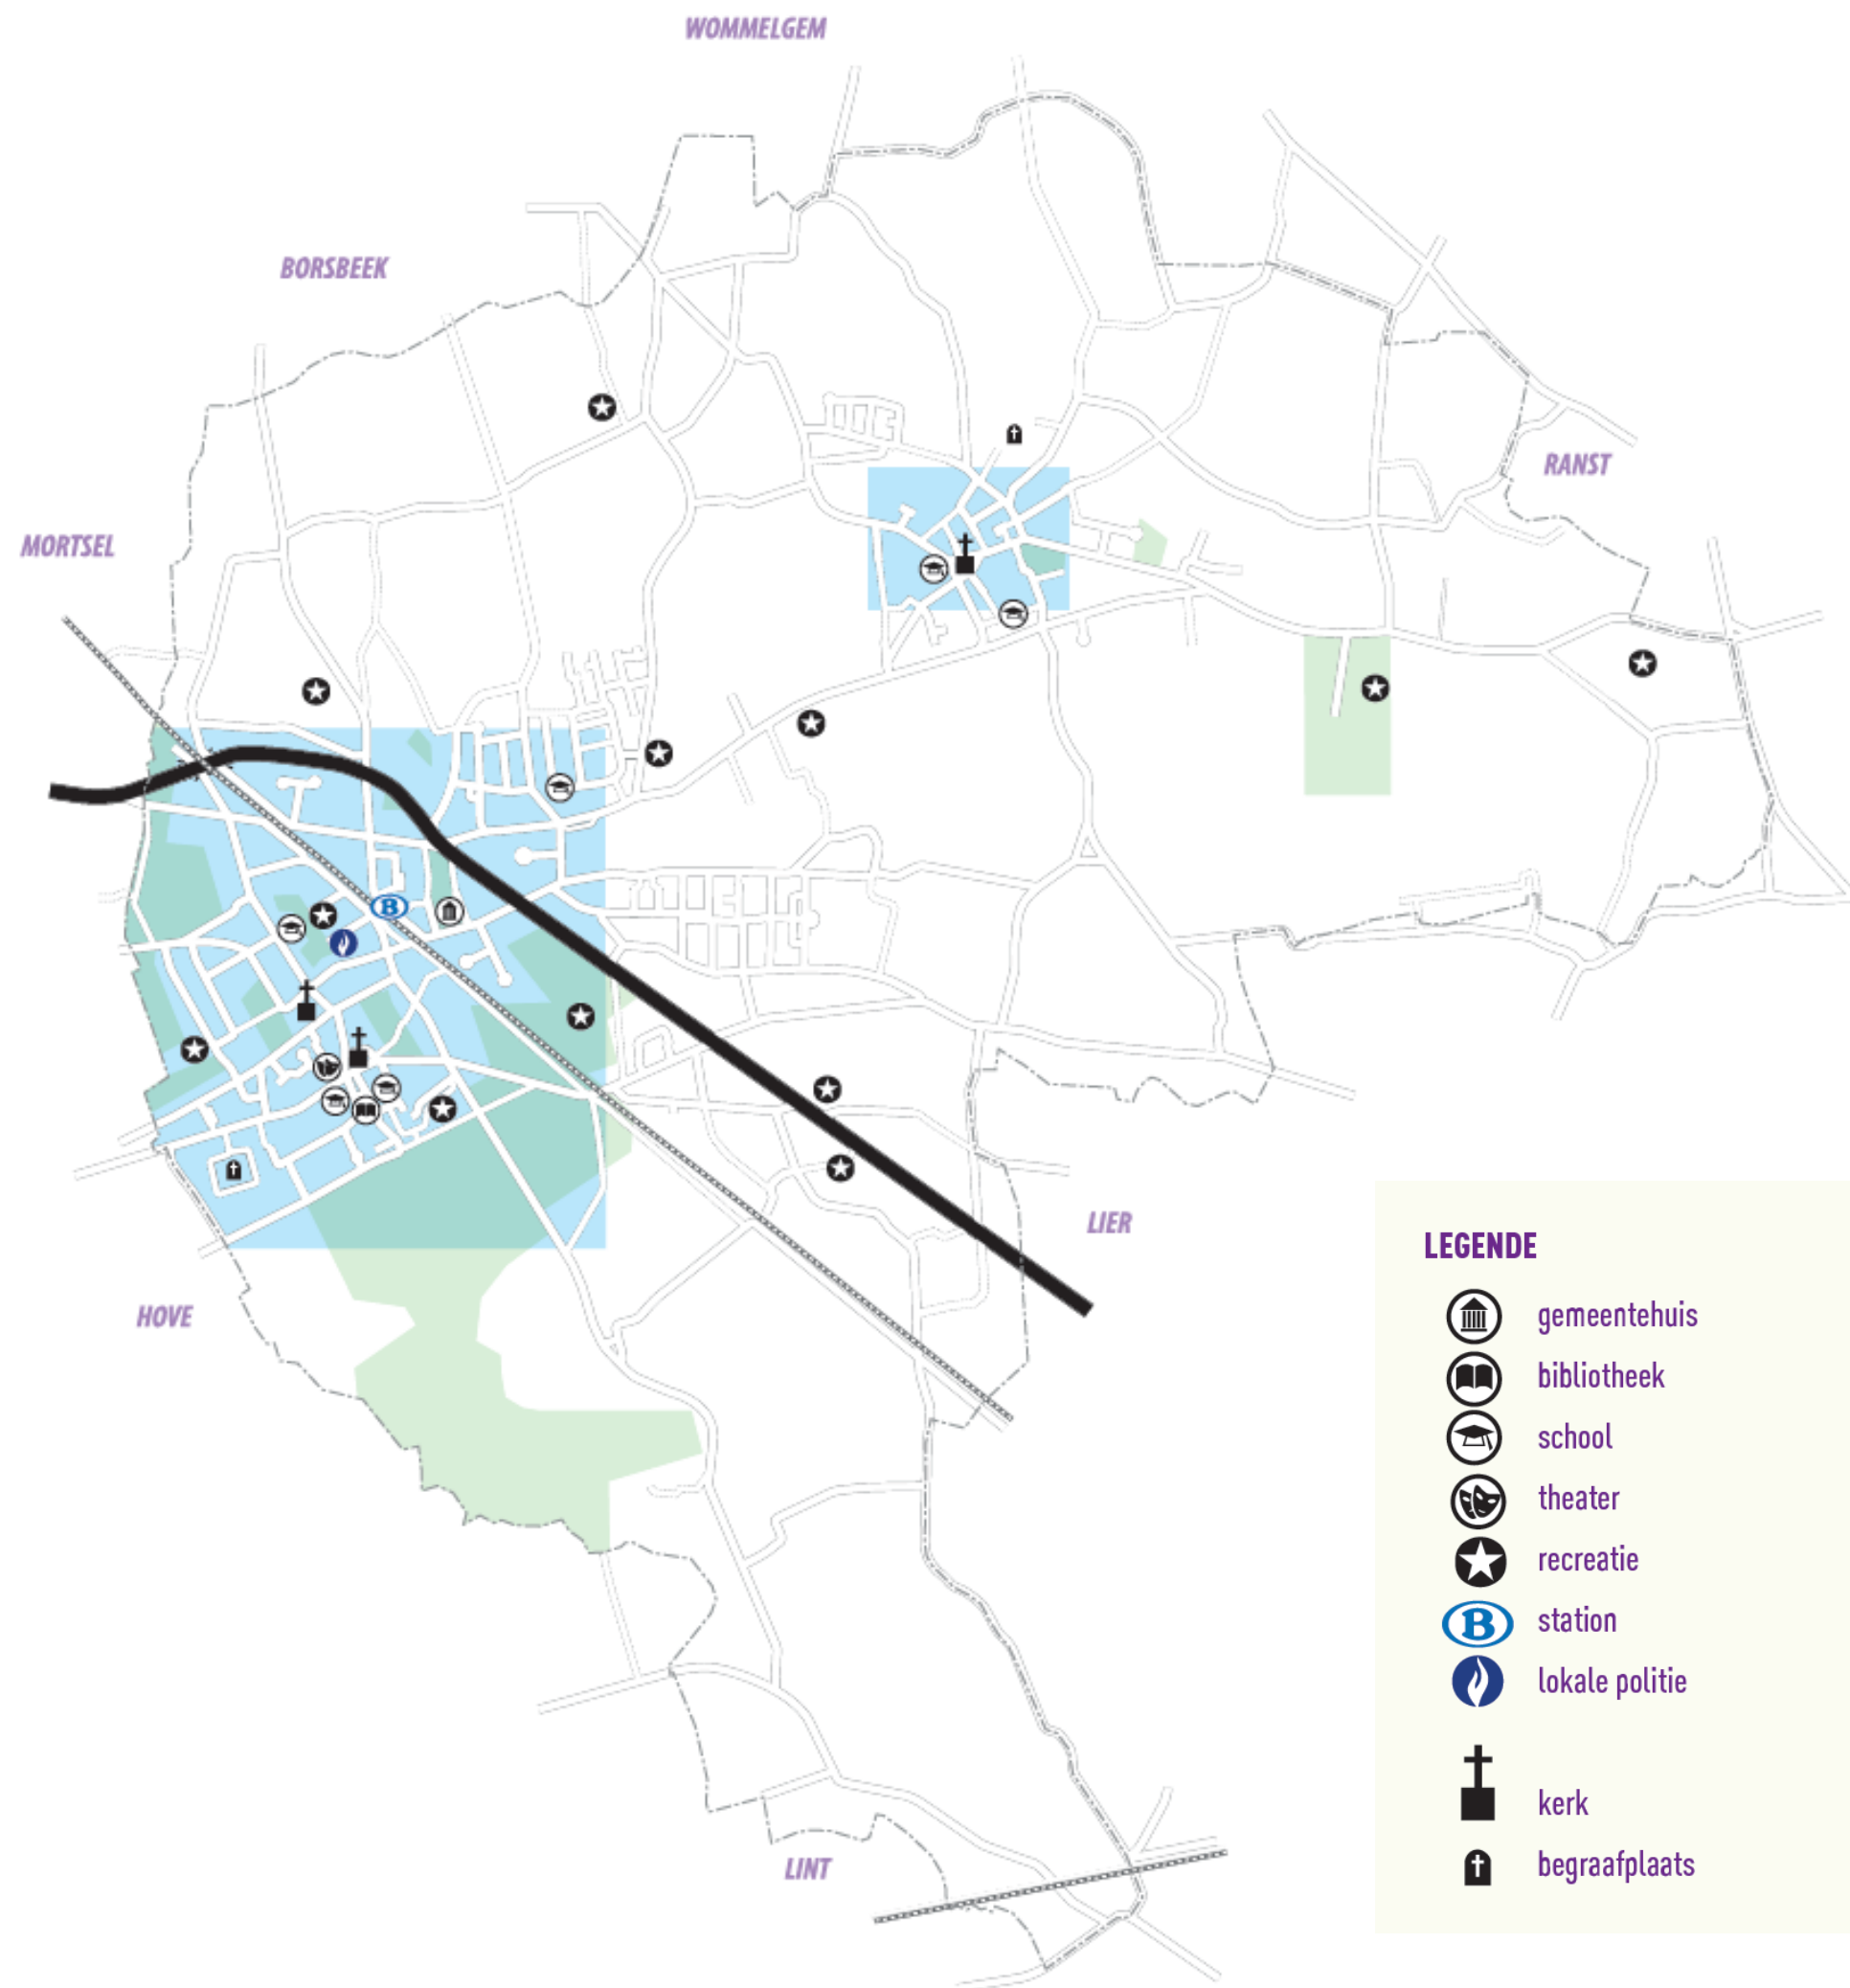 WOMMELGEM
BORSBEEK
RANST
MORTSEL
B
LIER
HOVE
LINT
LEGENDE
gemeentehuis
bibliotheek
school
theater
recreatie
B station
lokale politie
kerk
begraafplaats